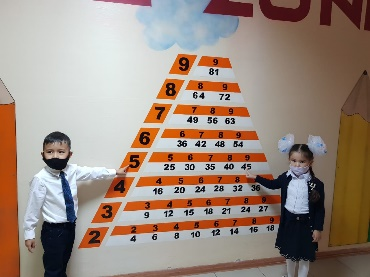 ZON
9 9
81
8 8 9
64 72
7 7 8 9
49 56 63
6 6 7 8 9
36 42 48 54
5 5 6 7 8 9
25 30 35 40 45
4 4 5 6 7 8 9
16 20 24 28 32 36
3 3 4 5 6 7 8 9
9 12 15 18 21 24 27
2 2 3 4 5 6 7 8 9
4 6 8 10 12 14 16 18